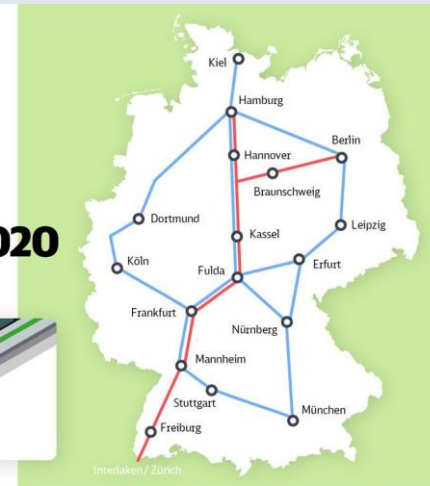 Kiel
Hamburg
Berlin
Hannover
Braunschweig
Dortmund
Leipzig
020
Kassel
Köln
Fulda
Erfurt
Frankfurt
Nürnberg
Mannheim
Stuttgart
München
Freiburg
Interlaken / Zürich